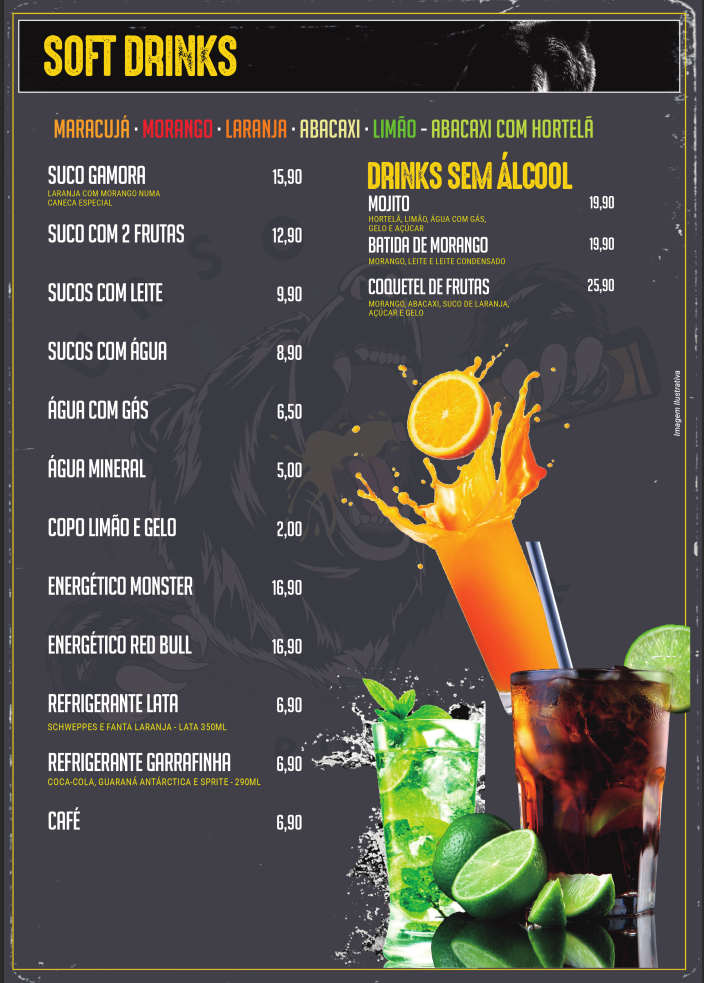 SOFT DRINKS
MARACUJÁ · MORANGO · LARANJA · ABACAXI · LIMÃO - ABACAXI COM HORTELÃ
SUCO GAMORA 15,90
LARANJA COM MORANGO NUMA
CANECA ESPECIAL
SUCO COM 2 FRUTAS 12,90
SUCOS COM LEITE 9,90
SUCOS COM ÁGUA 8,90
ÁGUA COM GÁS 6,50
ÁGUA MINERAL 5,00
COPO LIMÃO E GELO 2,00
ENERGÉTICO MONSTER 16,90
ENERGÉTICO RED BULL 16,90
REFRIGERANTE LATA 6,90
SCHWEPPES E FANTA LARANJA - LATA 350ML
REFRIGERANTE GARRAFINHA 6,90
COCA-COLA, GUARANÁ ANTÁRCTICA E SPRITE - 290ML
CAFÉ 6,90
DRINKS SEM ÁLCOOL
MOJITO 19,90
HORTELÃ, LIMÃO, ÁGUA COM GÁS,
GELO E AÇÚCAR
BATIDA DE MORANGO 19,90
MORANGO, LEITE E LEITE CONDENSADO
COQUETEL DE FRUTAS 25,90
MORANGO, ABACAXI, SUCO DE LARANJA,
AÇÚCAR E GELO
Imagem Ilustrativa